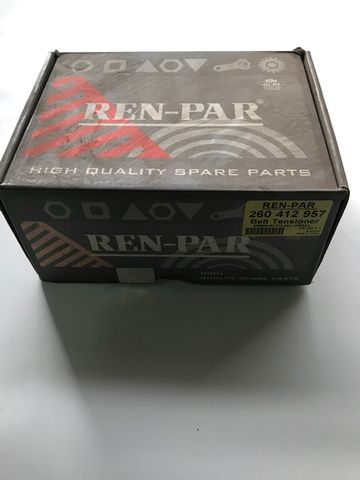 REN-PAR®
HIGH QUALITY SPARE PARTS
REN-PAR
HIGH
QUALITY SPARE PARTS
REN-PAR
260 412 957
Belt Tensioner